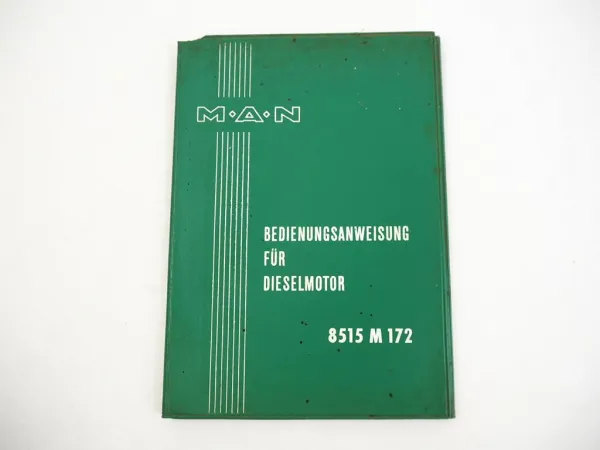 M·A·N
BEDIENUNGSANWEISUNG
FÜR
DIESELMOTOR
8515 M 172